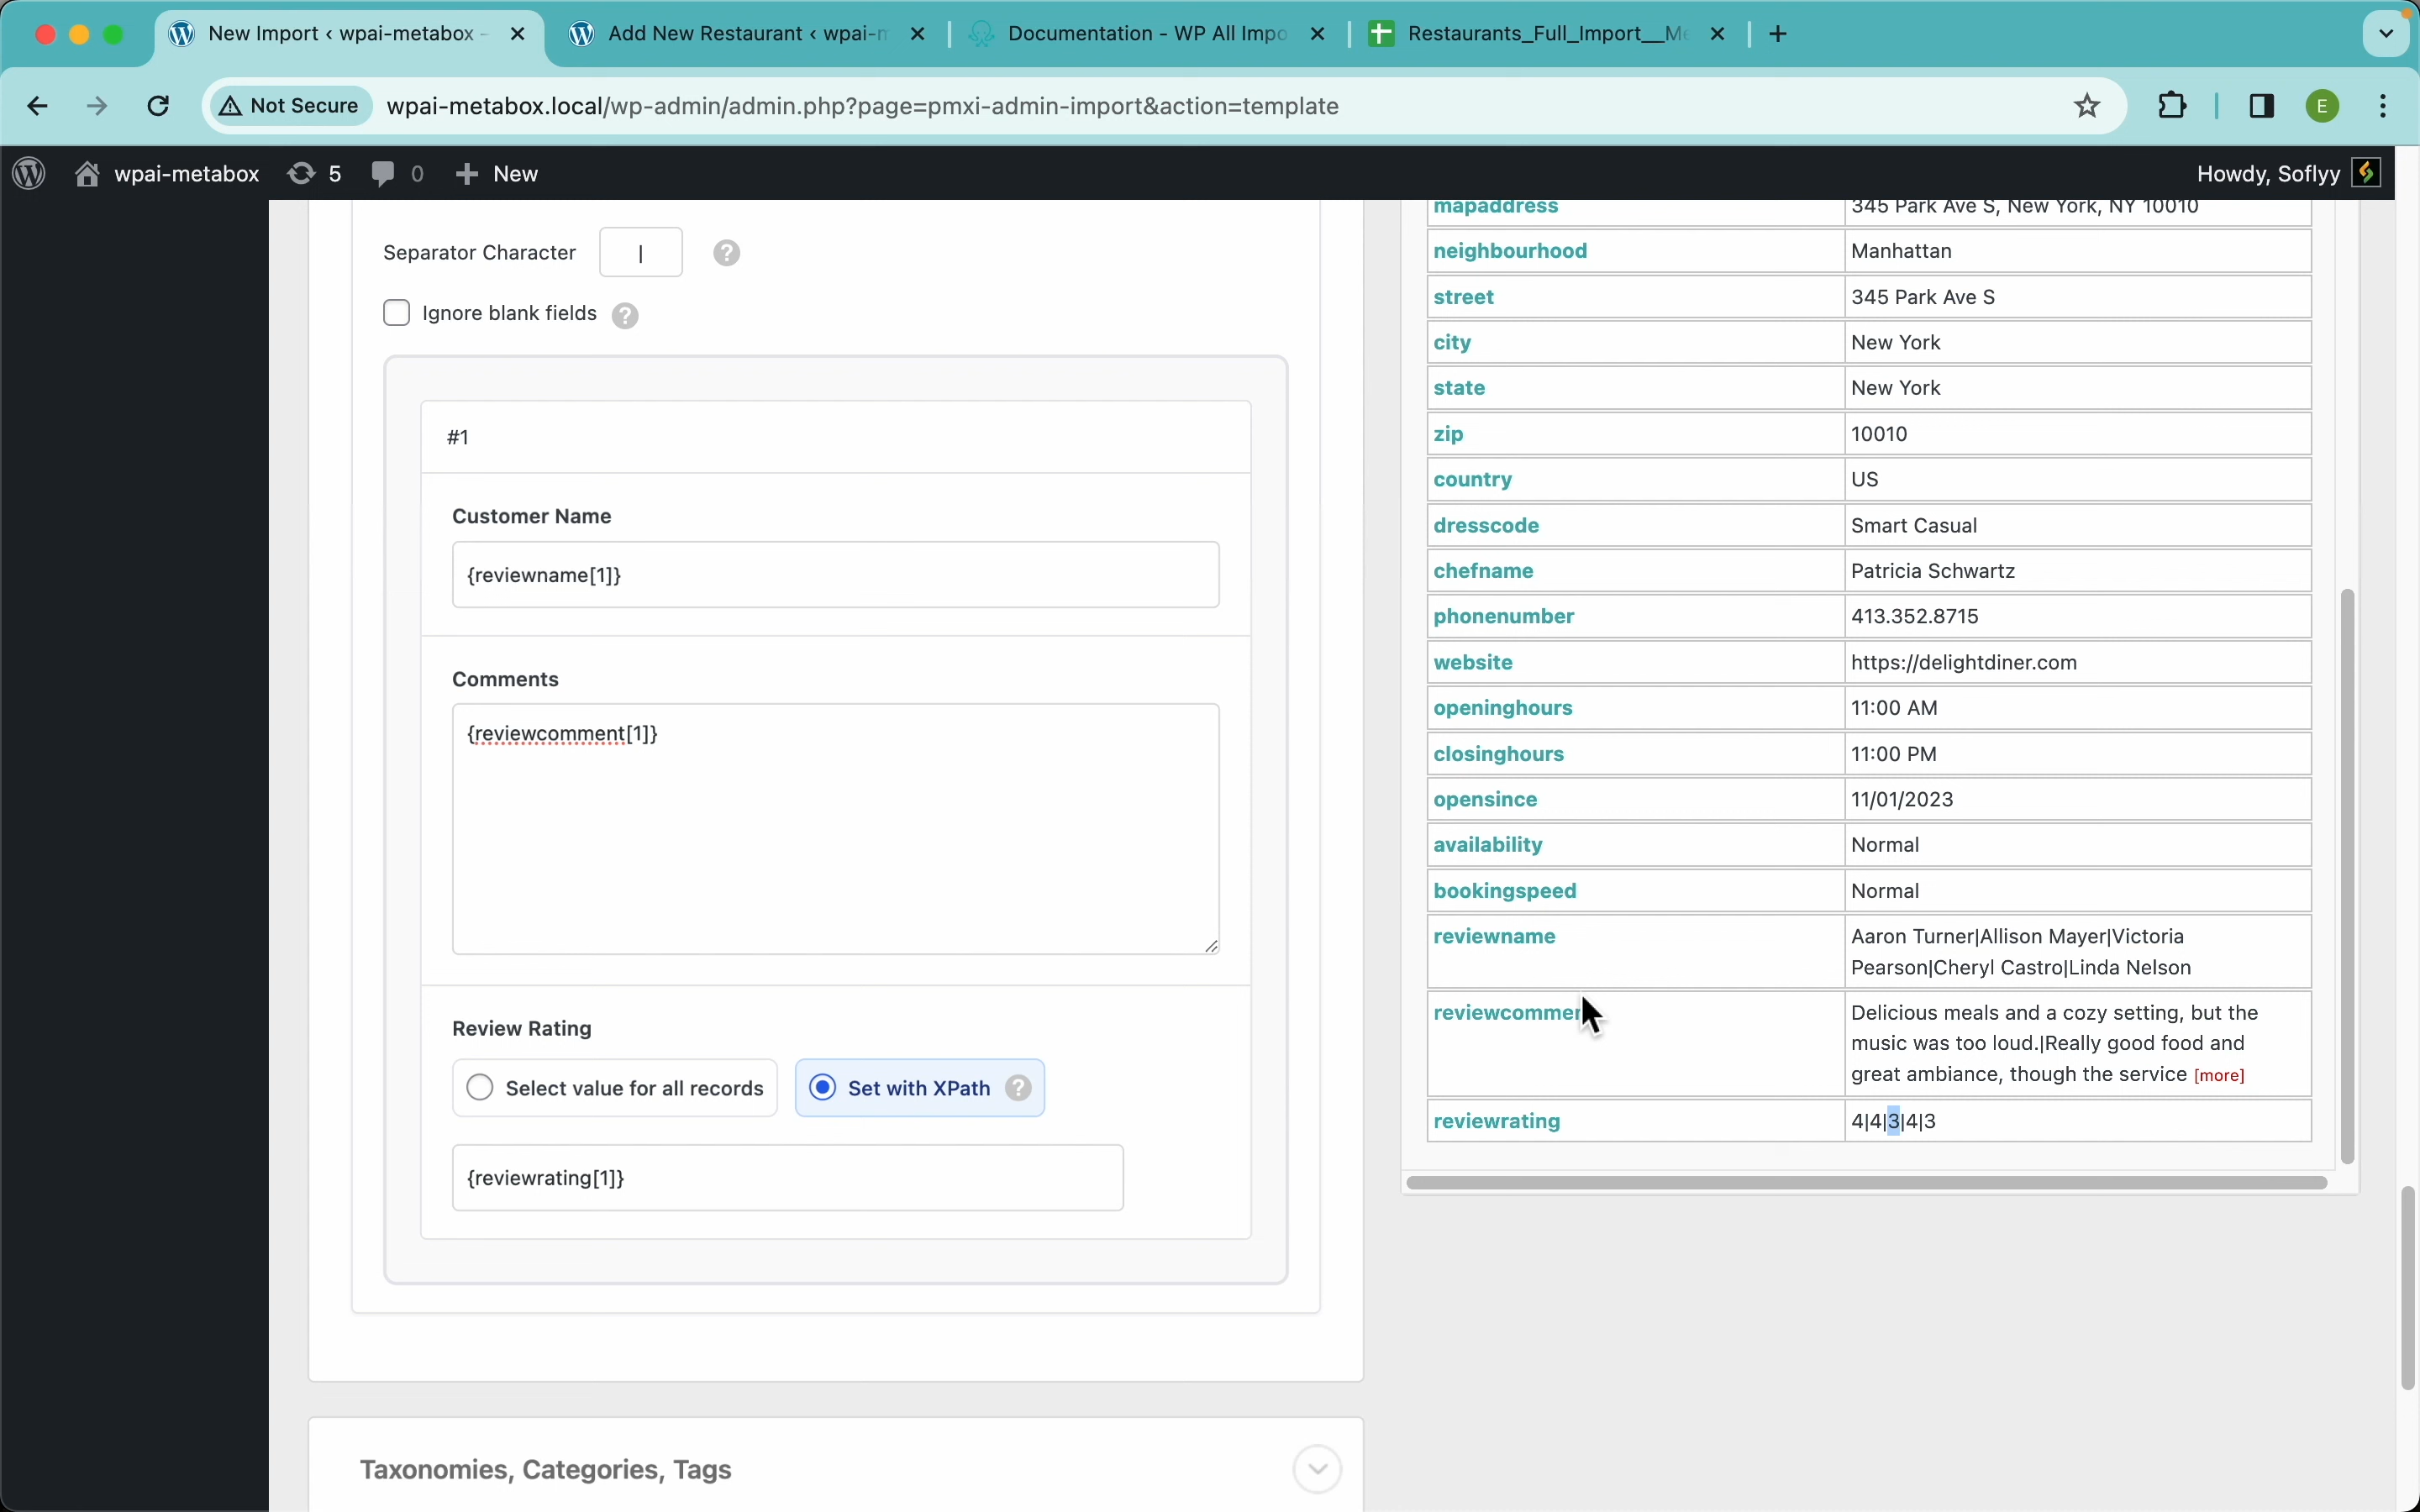 New Import ‹ wpai-metabox -
Add New Restaurant ‹ wpai-m
Documentation - WP All Impo
Restaurants_Full_Import__Me
Not Secure
wpai-metabox.local/wp-admin/admin.php?page=pmxi-admin-import&action=template
E
wpai-metabox
5
0
New
Howdy, Soflyy
Separator Character
|
?
Ignore blank fields
?
#1
Customer Name
{reviewname[1]}
Comments
{reviewcomment[1]}
Review Rating
Select value for all records
Set with XPath
?
{reviewrating[1]}
Taxonomies, Categories, Tags
mapaddress 345 Park Ave S, New York, NY 10010
neighbourhood Manhattan
street 345 Park Ave S
city New York
state New York
zip 10010
country US
dresscode Smart Casual
chefname Patricia Schwartz
phonenumber 413.352.8715
website https://delightdiner.com
openinghours 11:00 AM
closinghours 11:00 PM
opensince 11/01/2023
availability Normal
bookingspeed Normal
reviewname Aaron Turner|Allison Mayer|Victoria
Pearson|Cheryl Castro|Linda Nelson
reviewcommen Delicious meals and a cozy setting, but the
music was too loud.|Really good food and
great ambiance, though the service [more]
reviewrating 4|4|3|4|3